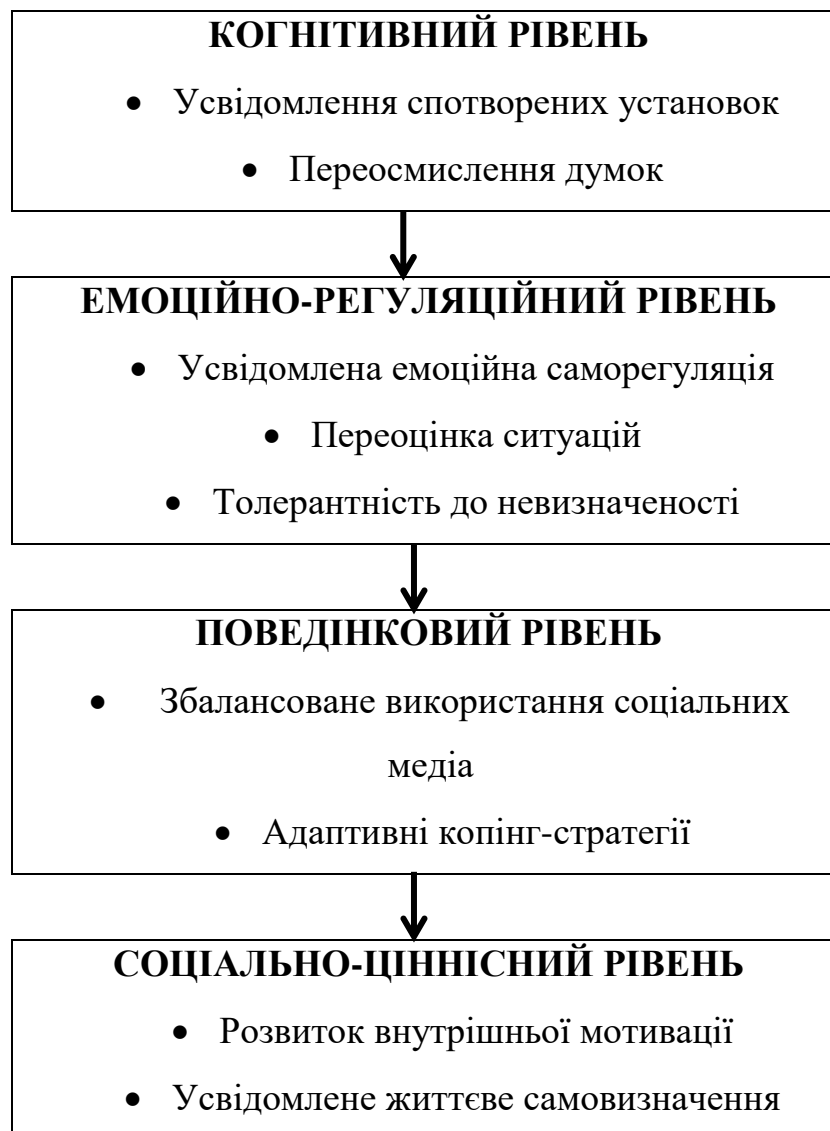 КОГНІТИВНИЙ РІВЕНЬ
• Усвідомлення спотворених установок
• Переосмислення думок
ЕМОЦІЙНО-РЕГУЛЯЦІЙНИЙ РІВЕНЬ
• Усвідомлена емоційна саморегуляція
• Переоцінка ситуацій
• Толерантність до невизначеності
ПОВЕДІНКОВИЙ РІВЕНЬ
• Збалансоване використання соціальних
медіа
• Адаптивні копінг-стратегії
СОЦІАЛЬНО-ЦІННІСНИЙ РІВЕНЬ
• Розвиток внутрішньої мотивації
• Усвідомлене життєве самовизначення